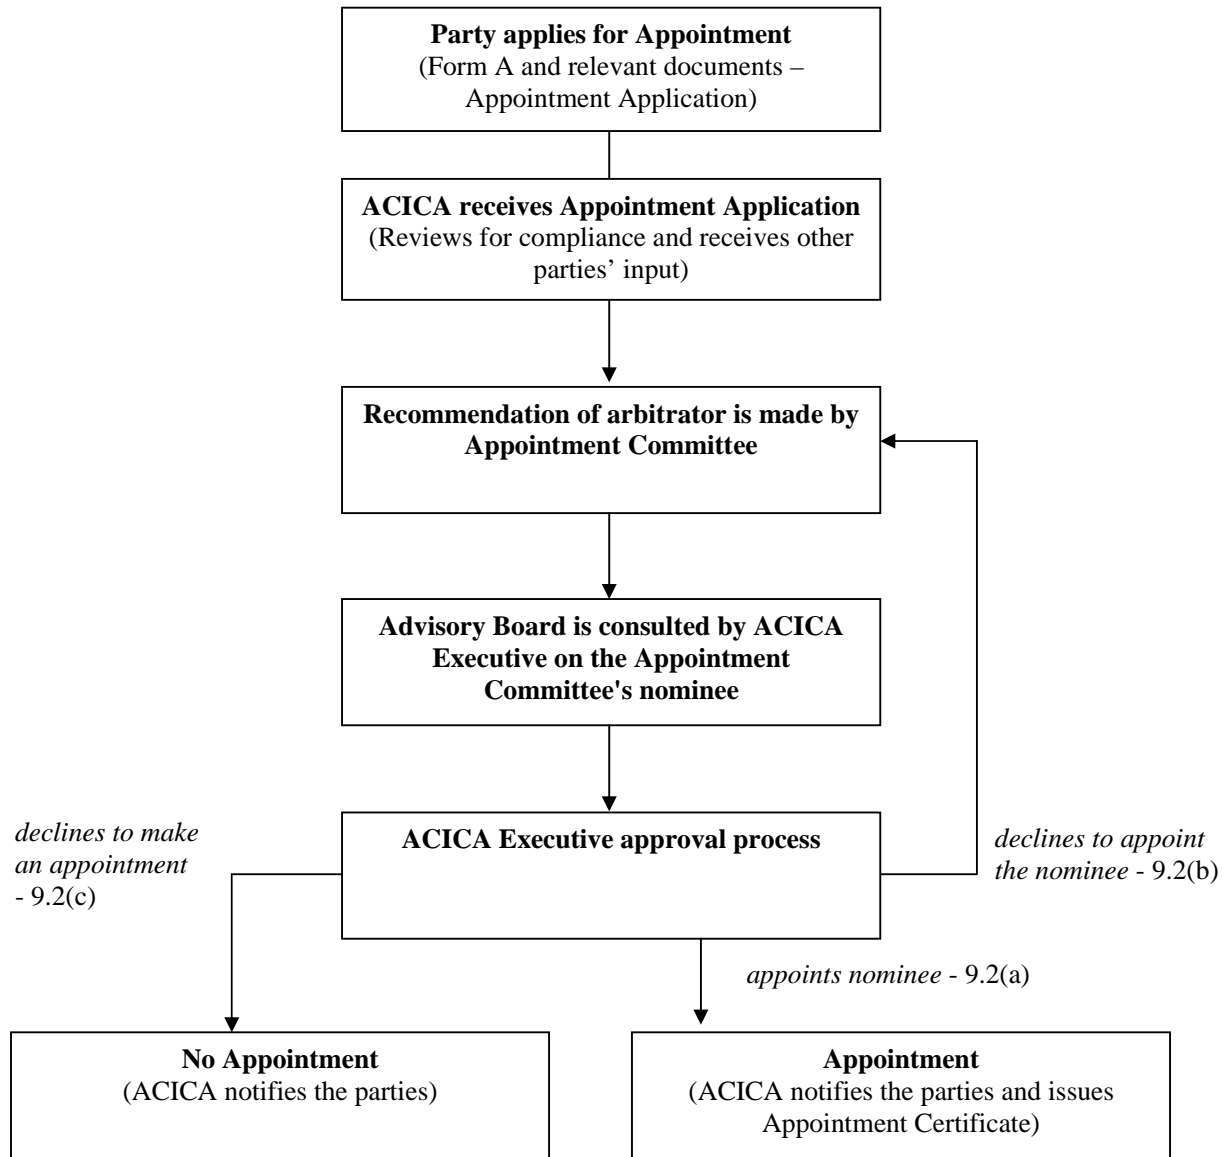 Party applies for Appointment
(Form A and relevant documents –
Appointment Application)
ACICA receives Appointment Application
(Reviews for compliance and receives other
parties’ input)
Recommendation of arbitrator is made by
Appointment Committee
Advisory Board is consulted by ACICA
Executive on the Appointment
Committee's nominee
ACICA Executive approval process
declines to make
an appointment
- 9.2(c)
declines to appoint
the nominee - 9.2(b)
appoints nominee - 9.2(a)
No Appointment
(ACICA notifies the parties)
Appointment
(ACICA notifies the parties and issues
Appointment Certificate)